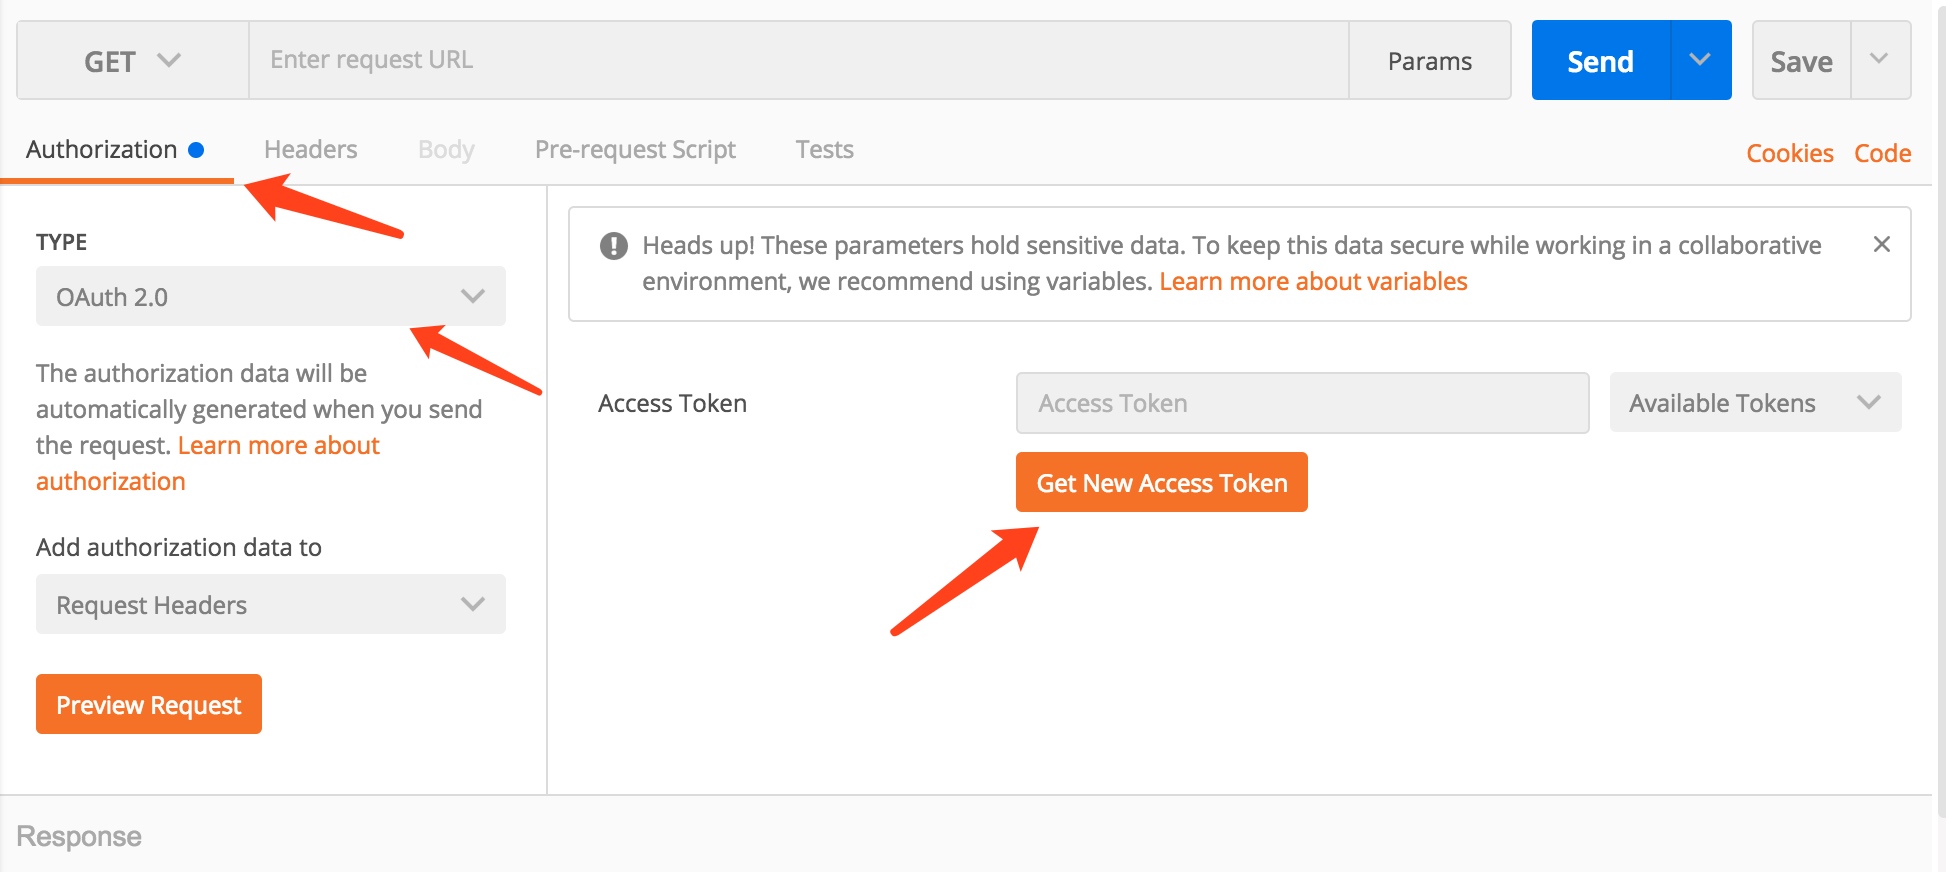 GET
Enter request URL
Params
Send
Save
Authorization
Headers
Body
Pre-request Script
Tests
Cookies
Code
TYPE
OAuth 2.0
The authorization data will be
automatically generated when you send
the request. Learn more about
authorization
Add authorization data to
Request Headers
Preview Request
Heads up! These parameters hold sensitive data. To keep this data secure while working in a collaborative
environment, we recommend using variables. Learn more about variables
Access Token
Access Token
Available Tokens
Get New Access Token
Response